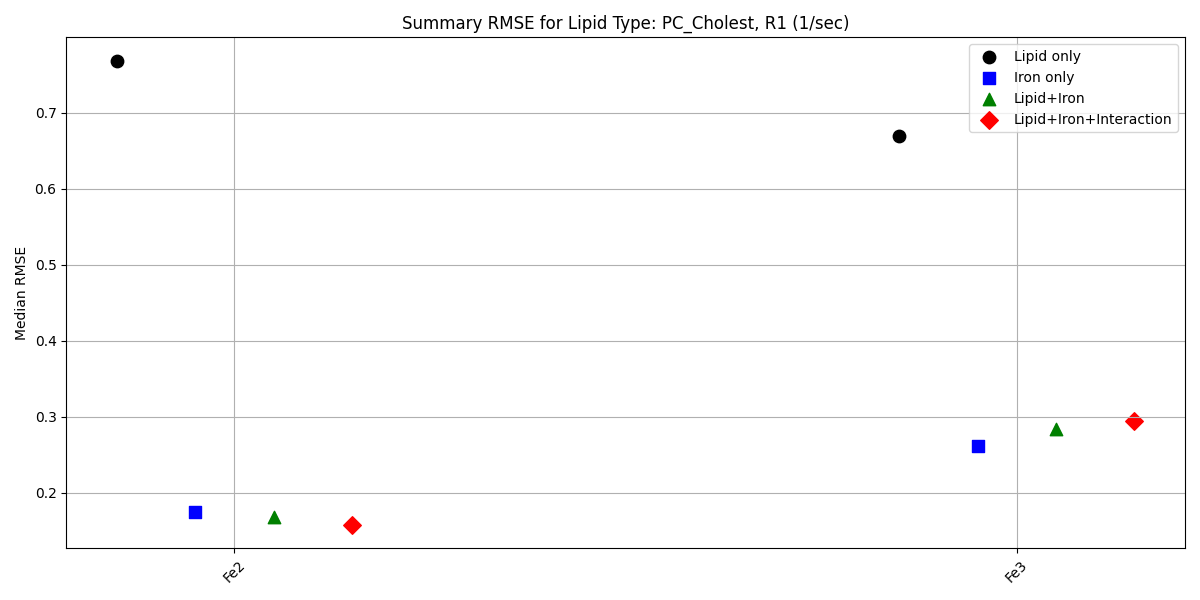 Summary RMSE for Lipid Type: PC_Cholest, R1 (1/sec)
Median RMSE
0.7
0.6
0.5
0.4
0.3
0.2
Lipid only
Iron only
Lipid+Iron
Lipid+Iron+Interaction
Fe2
Fe3